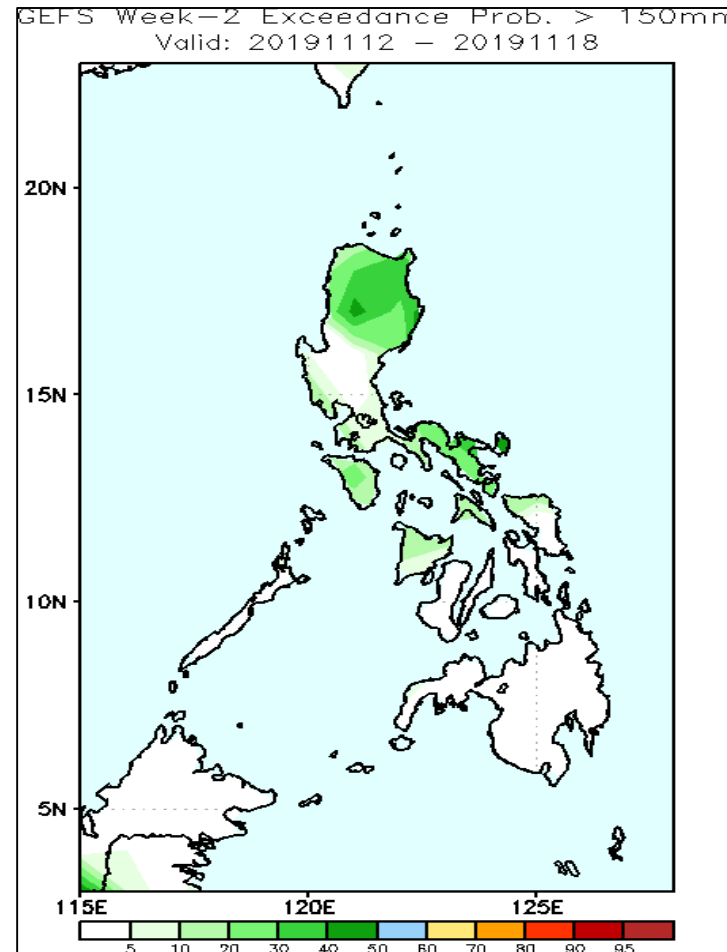 GEFS Week-2 Exceedance Prob. > 150mm
Valid: 20191112 - 20191118
20N
15N
10N
5N
115E 120E 125E
5 10 20 30 40 50 60 70 80 90 95